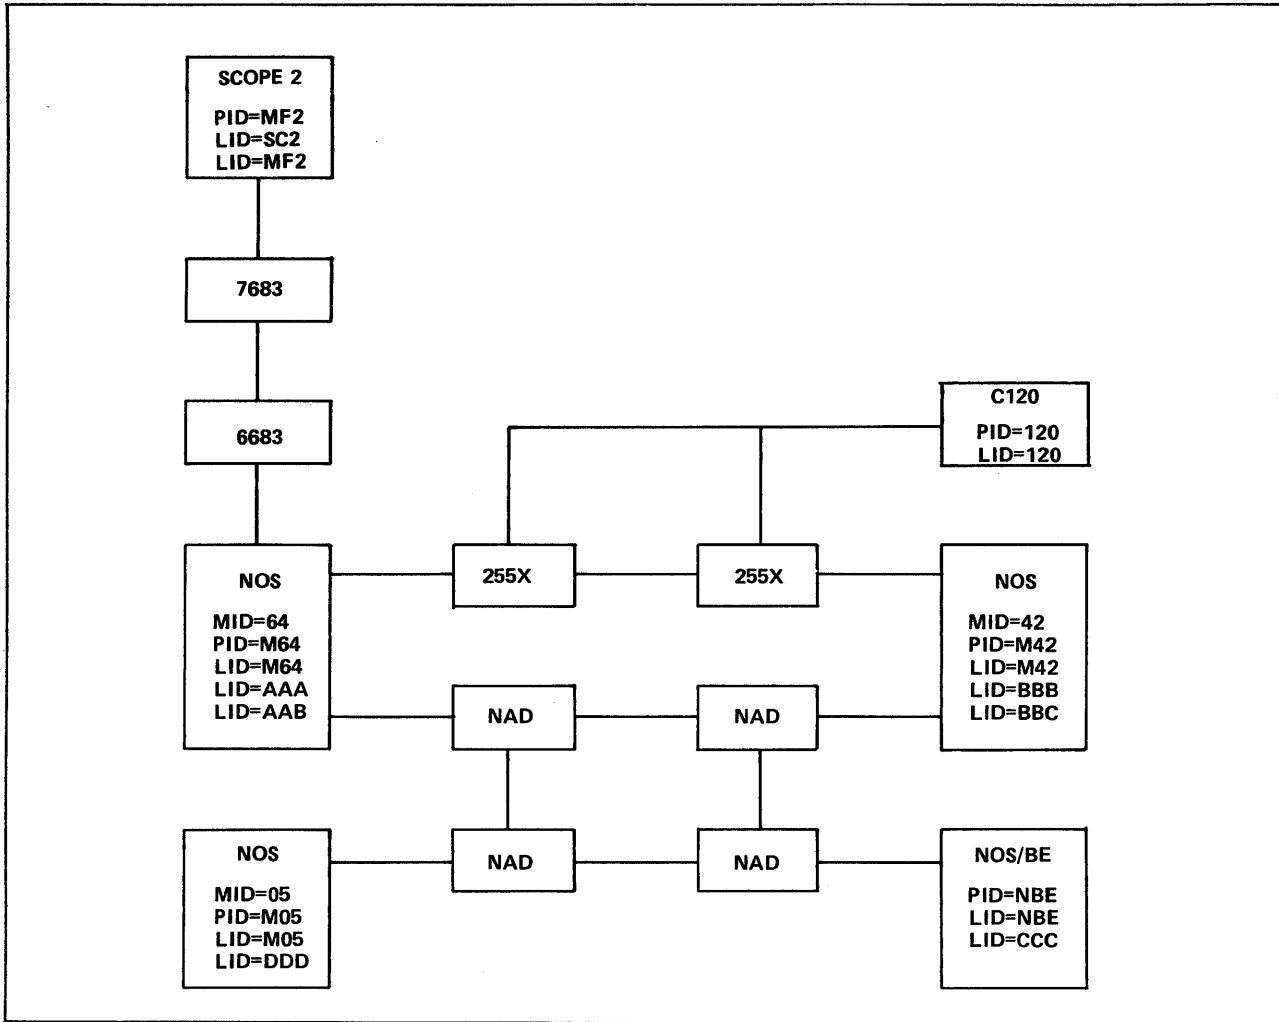 SCOPE 2
PID=MF2
LID=SC2
LID=MF2
7683
6683
C120
PID=120
LID=120
NOS
MID=64
PID=M64
LID=M64
LID=AAA
LID=AAB
255X
255X
NOS
MID=42
PID=M42
LID=M42
LID=BBB
LID=BBC
NAD
NAD
NOS
MID=05
PID=M05
LID=M05
LID=DDD
NAD
NAD
NOS/BE
PID=NBE
LID=NBE
LID=CCC